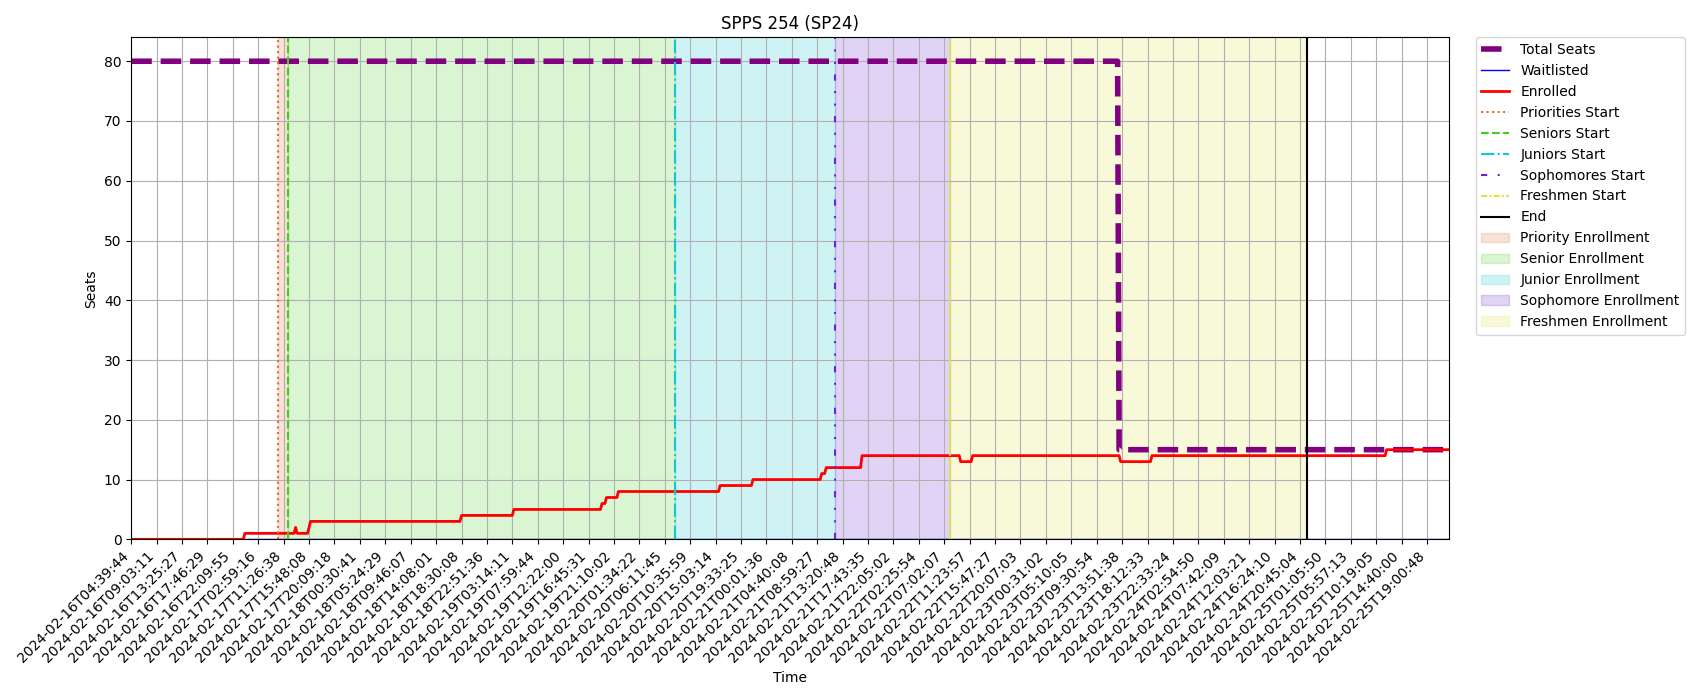 SPPS 254 (SP24)
Seats
80
70
60
50
40
30
20
10
0
2024-02-16T04:39:44
2024-02-16T09:03:11
2024-02-16T13:25:27
2024-02-16T17:46:29
2024-02-16T22:09:55
2024-02-17T02:59:16
2024-02-17T11:26:38
2024-02-17T15:48:08
2024-02-17T20:09:18
2024-02-18T00:30:41
2024-02-18T05:24:29
2024-02-18T09:46:07
2024-02-18T14:08:01
2024-02-18T18:30:08
2024-02-18T22:51:36
2024-02-19T03:14:11
2024-02-19T07:59:44
2024-02-19T12:22:00
2024-02-19T16:45:31
2024-02-19T21:10:02
2024-02-20T01:34:22
2024-02-20T06:11:45
2024-02-20T10:35:59
2024-02-20T15:03:14
2024-02-20T19:33:25
2024-02-21T00:01:36
2024-02-21T04:40:08
2024-02-21T08:59:27
2024-02-21T13:20:48
2024-02-21T17:43:35
2024-02-21T22:05:02
2024-02-22T02:25:54
2024-02-22T07:02:07
2024-02-22T11:23:57
2024-02-22T15:47:27
2024-02-22T20:07:03
2024-02-23T00:31:02
2024-02-23T05:10:05
2024-02-23T09:30:54
2024-02-23T13:51:38
2024-02-23T18:12:33
2024-02-23T22:33:24
2024-02-24T02:54:50
2024-02-24T07:42:09
2024-02-24T12:03:21
2024-02-24T16:24:10
2024-02-24T20:45:04
2024-02-25T01:05:50
2024-02-25T05:57:13
2024-02-25T10:19:05
2024-02-25T14:40:00
2024-02-25T19:00:48
Time
Total Seats
Waitlisted
Enrolled
Priorities Start
Seniors Start
Juniors Start
Sophomores Start
Freshmen Start
End
Priority Enrollment
Senior Enrollment
Junior Enrollment
Sophomore Enrollment
Freshmen Enrollment